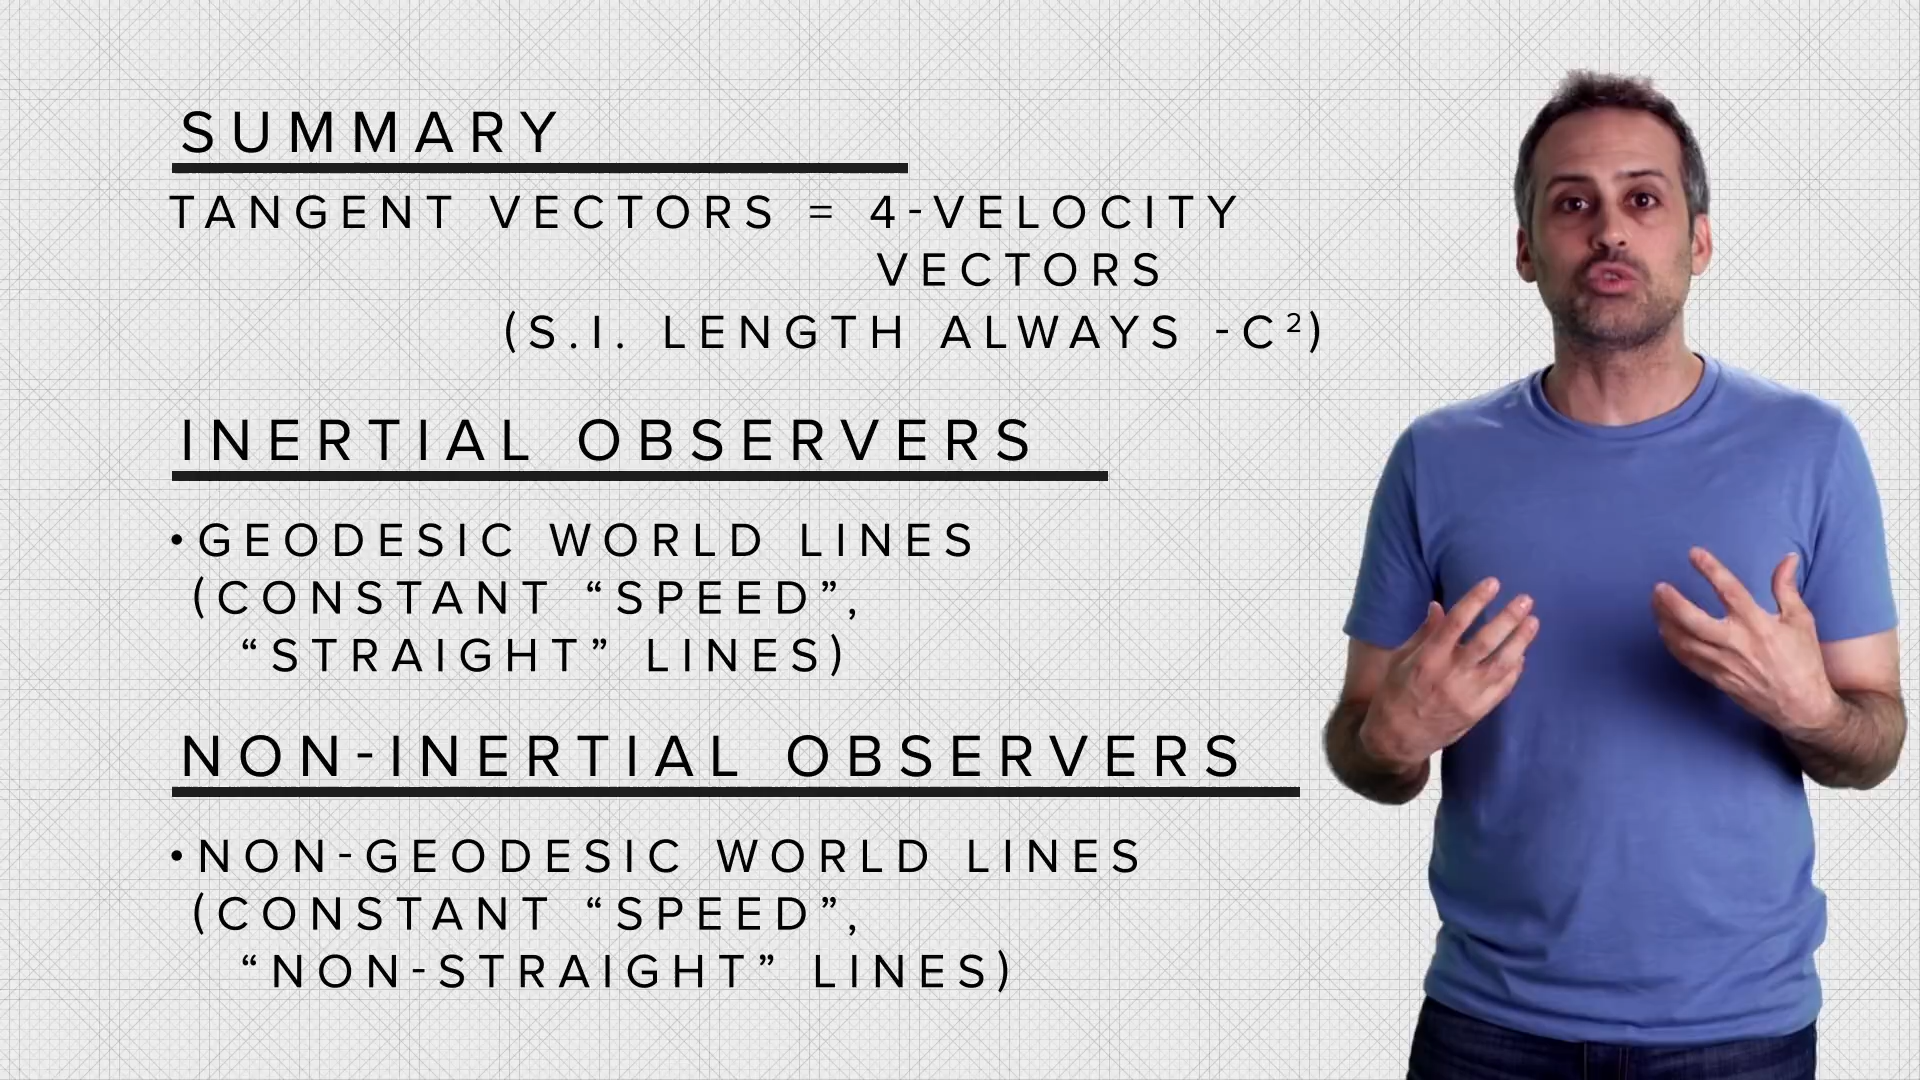 SUMMARY
TANGENT VECTORS = 4-VELOCITY
VECTORS
(S.I. LENGTH ALWAYS -C²)
INERTIAL OBSERVERS
•GEODESIC WORLD LINES
(CONSTANT “SPEED”,
“STRAIGHT” LINES)
NON-INERTIAL OBSERVERS
•NON-GEODESIC WORLD LINES
(CONSTANT “SPEED”,
“NON-STRAIGHT” LINES)